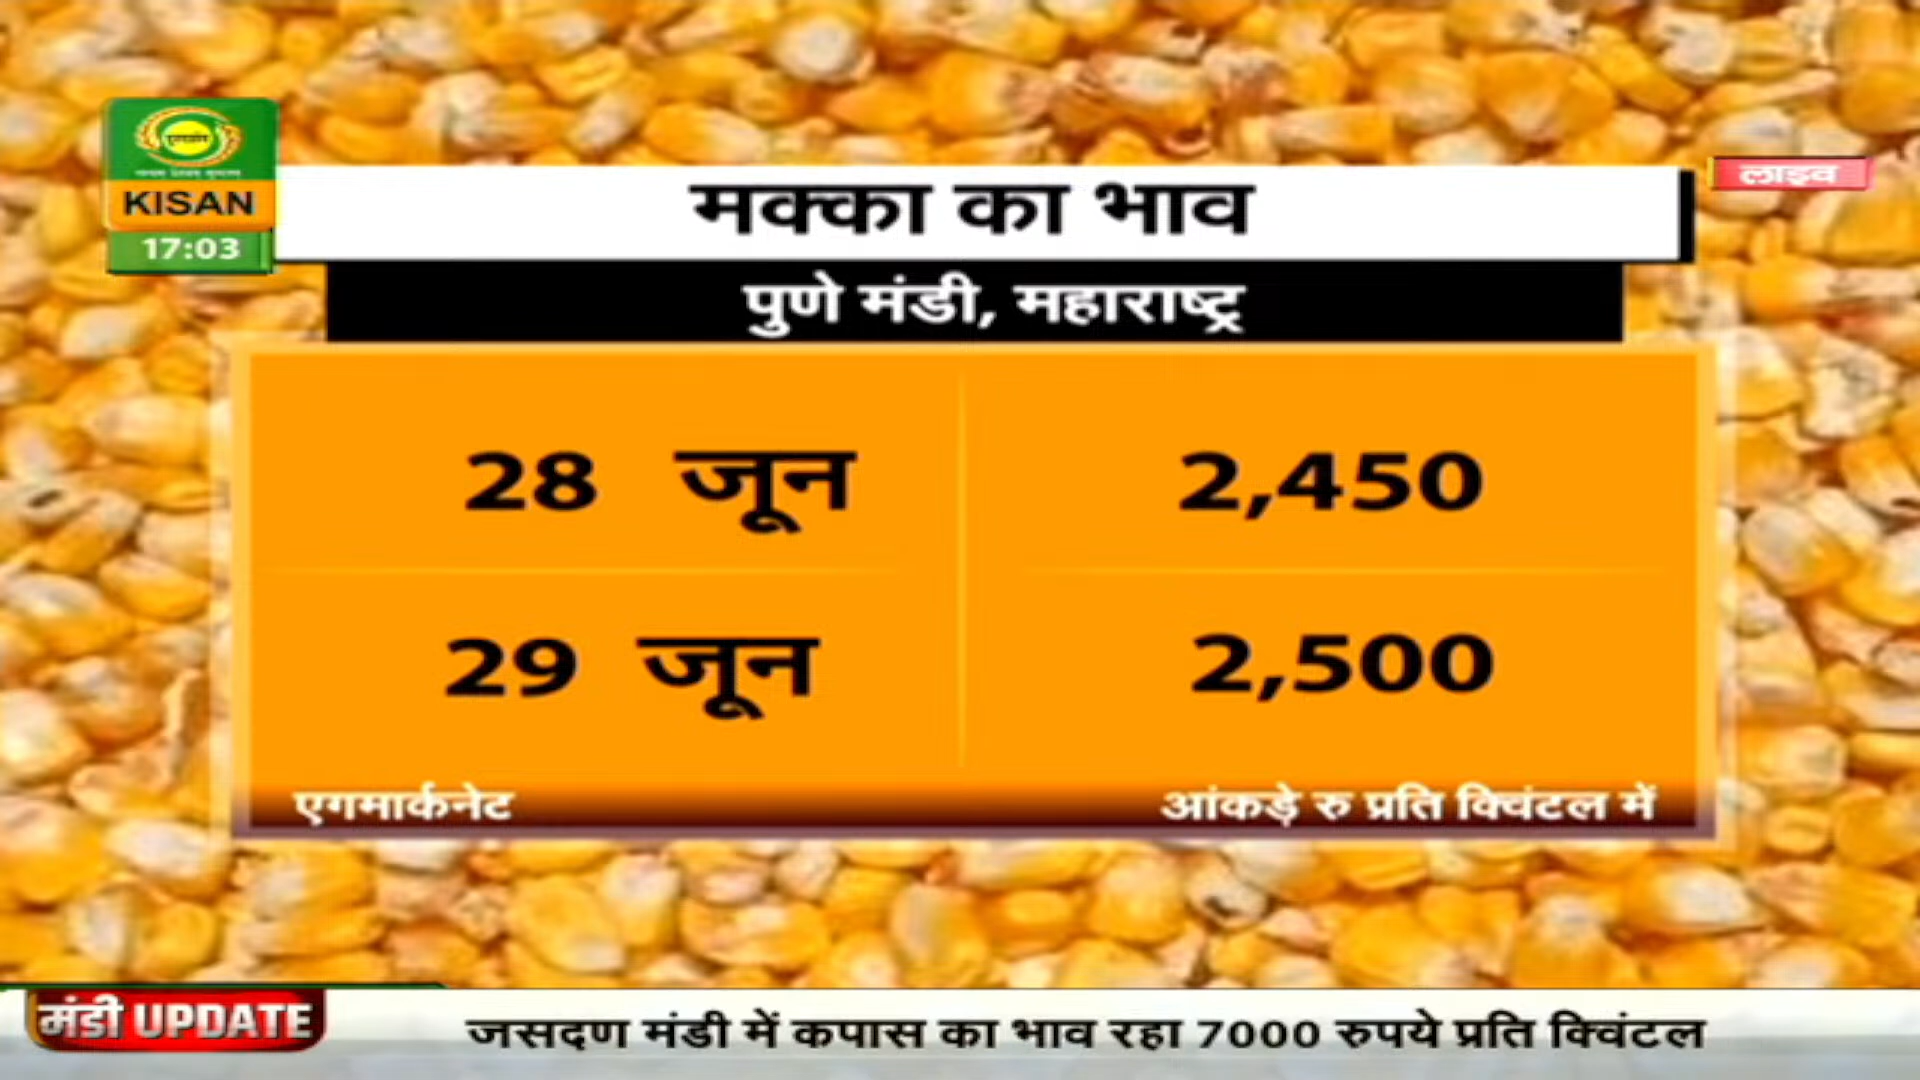 KISAN
17:03
लाइव
मक्का का भाव
पुणे मंडी, महाराष्ट्र
28 जून 2,450
29 जून 2,500
एगमार्कनेट आंकड़े रु प्रति क्विंटल में
मंडी UPDATE जसदण मंडी में कपास का भाव रहा 7000 रुपये प्रति क्विंटल